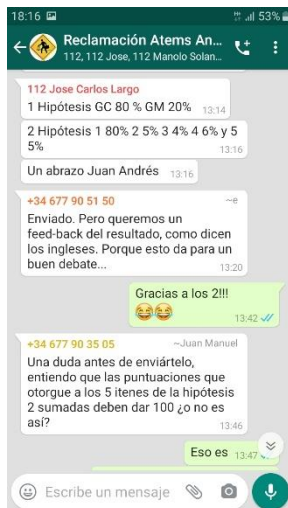 18:16
53%
Reclamación Atems An...
112, 112 Jose, 112 Manolo Solan...
112 Jose Carlos Largo
1 Hipótesis GC 80 % GM 20% 13:14
2 Hipótesis 1 80% 2 5% 3 4% 4 6% y 5
5% 13:16
Un abrazo Juan Andrés 13:16
+34 677 90 51 50 ~e
Enviado. Pero queremos un
feed-back del resultado, como dicen
los ingleses. Porque esto da para un
buen debate... 13:20
Gracias a los 2!!!
13:42
+34 677 90 35 05 ~Juan Manuel
Una duda antes de enviártelo,
entiendo que las puntuaciones que
otorgue a los 5 itenes de la hipótesis
2 sumadas deben dar 100 ¿o no es
así? 13:46
Eso es 13:47
Escribe un mensaje